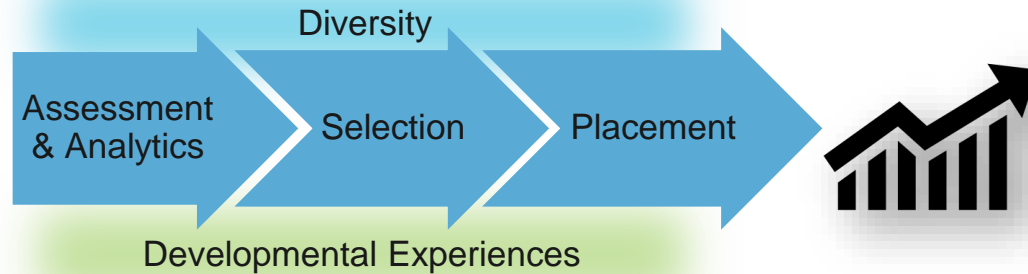 Diversity
Assessment
& Analytics
Selection
Placement
Developmental Experiences